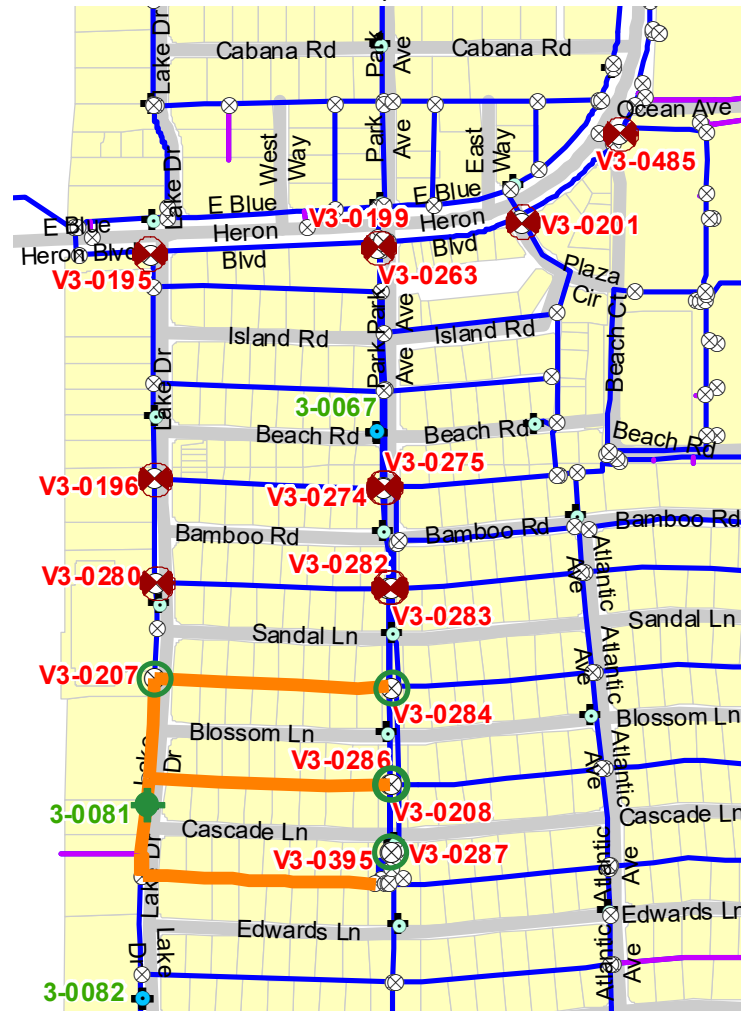 Lake Dr
Park
Ave
Cabana Rd
Cabana Rd
Ocean Ave
West
Way
Park
Ave
East
Way
V3-0485
Lake Dr
E Blue
E Blue
V3-0199
E Blue
Heron
V3-0201
Heron Blvd
Blvd
Blvd
V3-0195
V3-0263
Plaza
Cir
Park
Ave
Island Rd
Island Rd
Beach Ct
Lake Dr
Park
Ave
3-0067
Beach Rd
Beach Rd
Beach Rd
V3-0275
V3-0196
V3-0274
Bamboo Rd
Bamboo Rd
Bamboo Rd
V3-0282
V3-0280
Atlantic
Ave
V3-0283
Sandal Ln
Sandal Ln
Atlantic
Ave
V3-0207
V3-0284
Blossom Ln
Blossom Ln
Lake
Dr
V3-0286
Atlantic
Ave
3-0081
V3-0208
Cascade Ln
Cascade Ln
V3-0395
V3-0287
Lake Dr
Atlantic
Ave
Edwards Ln
Edwards Ln
Lake
Dr
Atlantic
Ave
3-0082